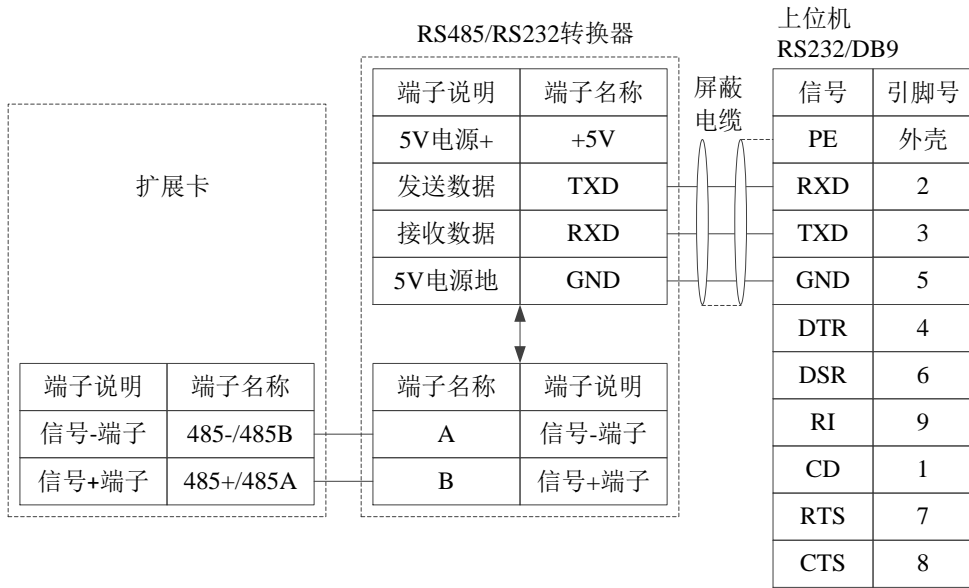 RS485/RS232转换器
上位机
RS232/DB9
扩展卡
端子说明 端子名称
信号-端子 485-/485B
信号+端子 485+/485A
端子说明 端子名称
5V电源+ +5V
发送数据 TXD
接收数据 RXD
5V电源地 GND
端子名称 端子说明
A 信号-端子
B 信号+端子
屏蔽
电缆
信号 引脚号
PE 外壳
RXD 2
TXD 3
GND 5
DTR 4
DSR 6
RI 9
CD 1
RTS 7
CTS 8